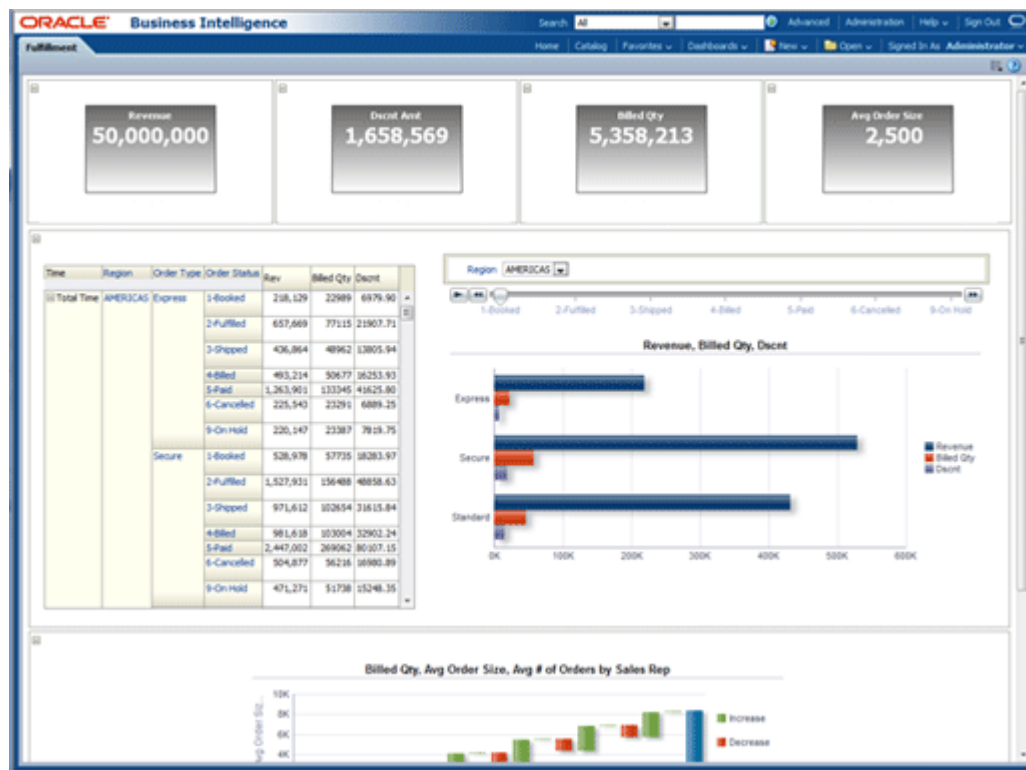 ORACLE Business Intelligence
Search All Advanced Administration Help Sign Out
Fulfillment
Home Catalog Favorites Dashboards New Open Signed In As Administrator
Revenue
50,000,000
Dscnt Amt
1,658,569
Billed Qty
5,358,213
Avg Order Size
2,500
Time Region Order Type Order Status Rev Billed Qty Dscnt
Total Time AMERICAS Express 1-Booked 218,129 22989 6979.90
2-Fulfilled 657,669 77115 21907.71
3-Shipped 436,864 48962 13805.94
4-Billed 493,214 50677 16253.93
5-Paid 1,263,901 133345 41625.80
6-Cancelled 225,543 23291 6889.25
9-On Hold 220,147 23387 7819.75
Secure 1-Booked 528,978 57735 18283.97
2-Fulfilled 1,527,931 156488 48858.63
3-Shipped 971,612 102654 31615.84
4-Billed 981,618 103004 32902.24
5-Paid 2,447,002 269062 80107.15
6-Cancelled 504,877 56216 16980.89
9-On Hold 471,271 51738 15248.35
Region AMERICAS
1-Booked 2-Fulfilled 3-Shipped 4-Billed 5-Paid 6-Cancelled 9-On Hold
Revenue, Billed Qty, Dscnt
Express
Secure
Standard
0K 100K 200K 300K 400K 500K 600K
Revenue
Billed Qty
Dscnt
Billed Qty, Avg Order Size, Avg # of Orders by Sales Rep
10K
8K
6K
4K
Increase
Decrease